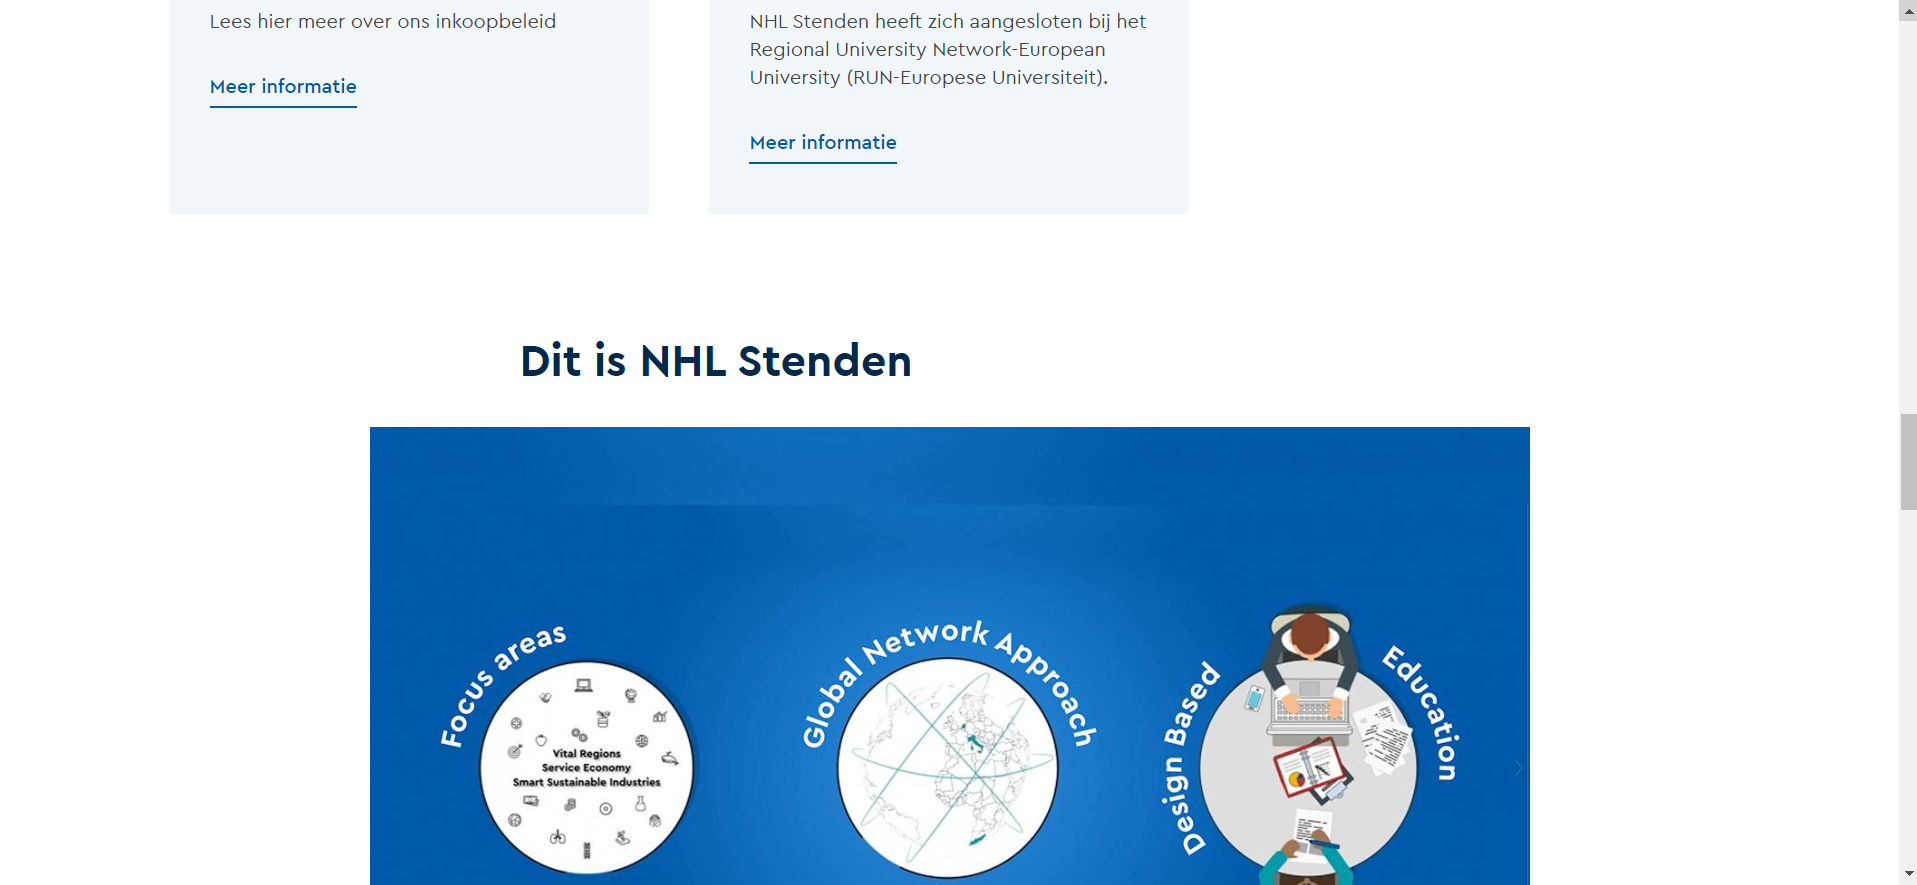 Lees hier meer over ons inkoopbeleid
Meer informatie
NHL Stenden heeft zich aangesloten bij het
Regional University Network-European
University (RUN-Europese Universiteit).
Meer informatie
Dit is NHL Stenden
Focus areas
Vital Regions
Service Economy
Smart Sustainable Industries
Global Network Approach
Design Based Education